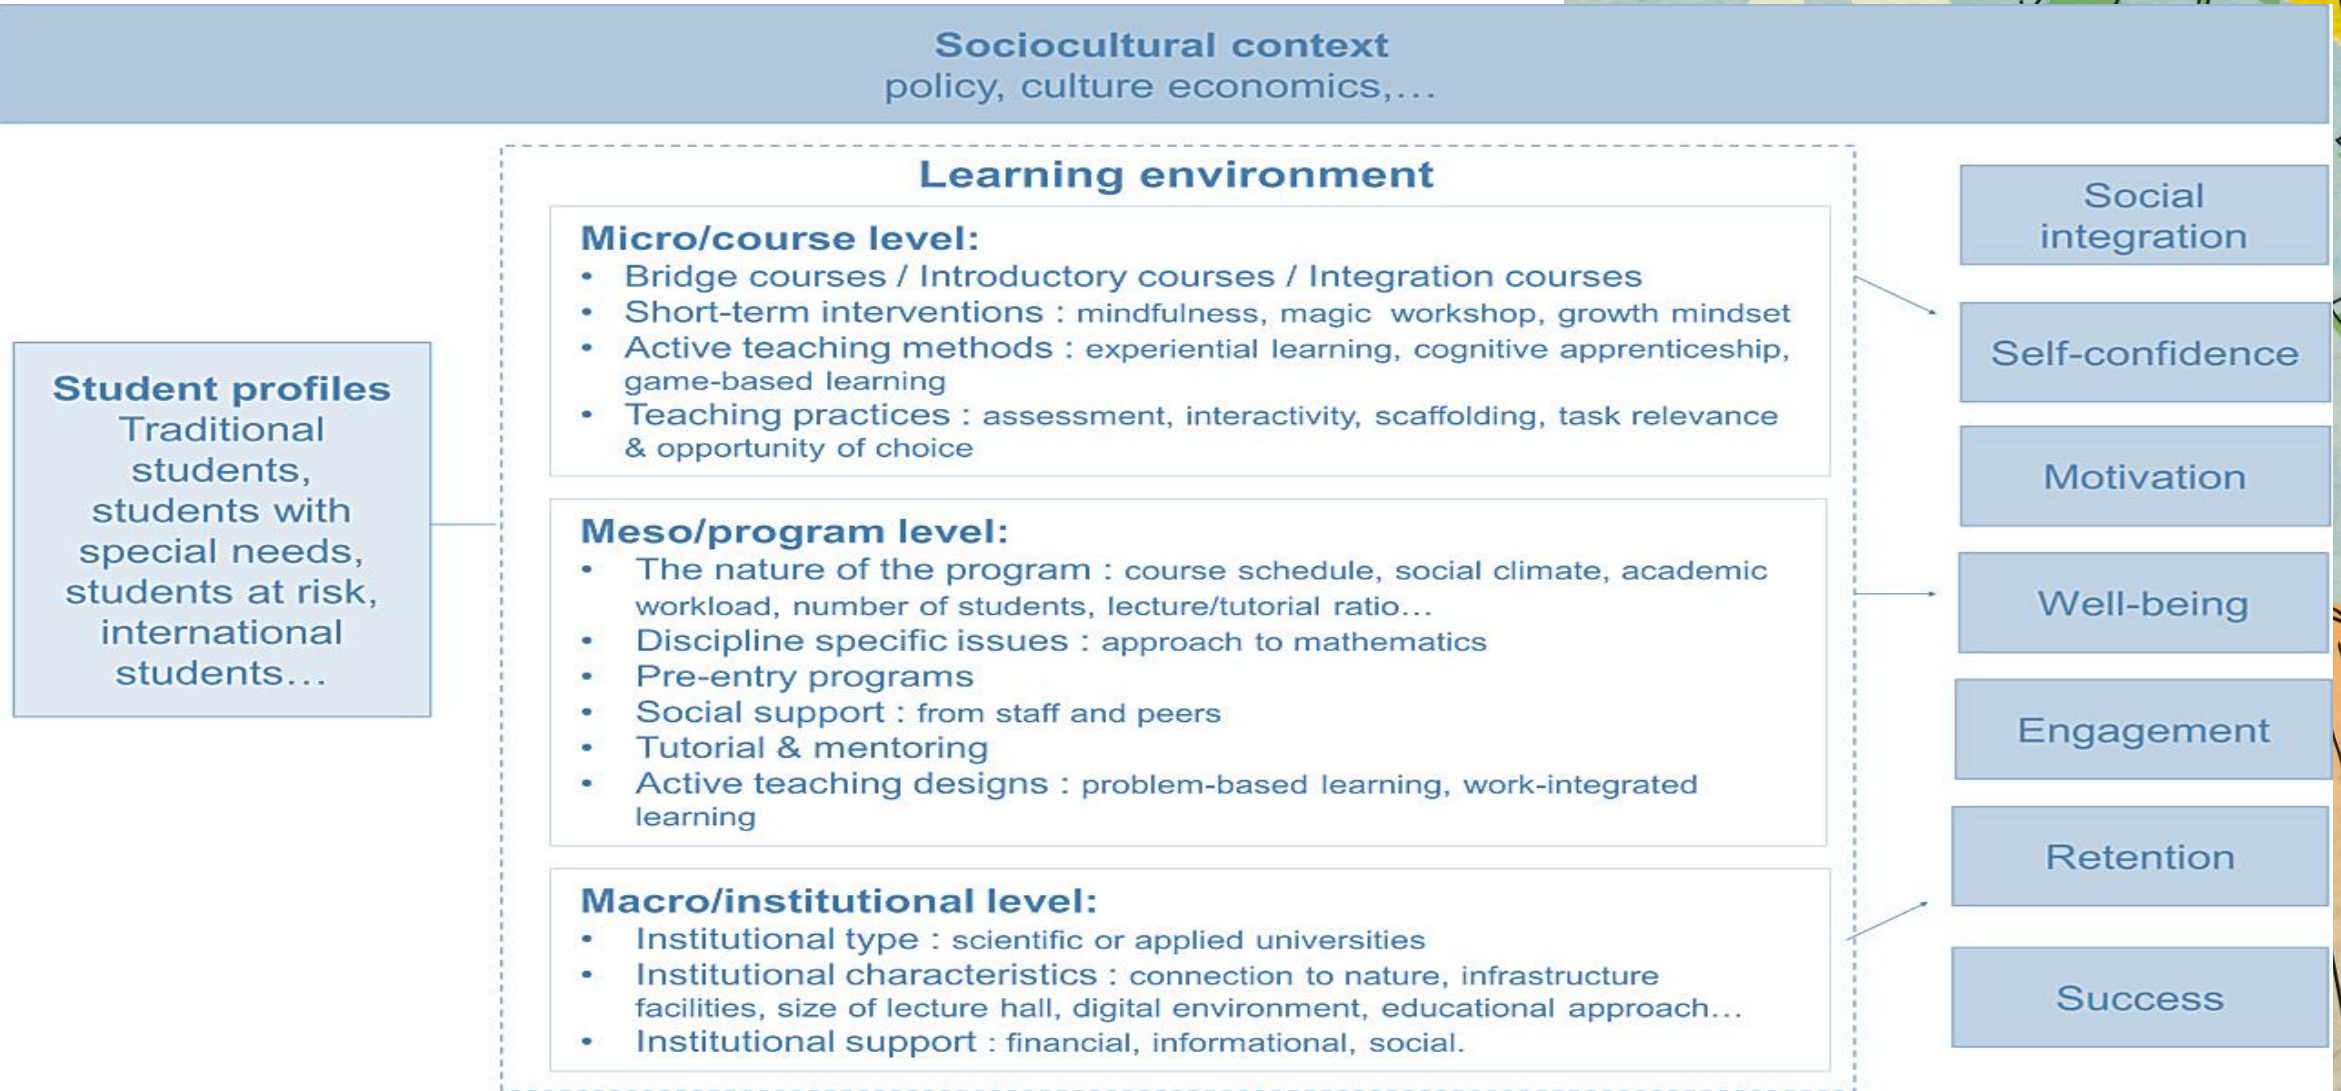 Sociocultural context
policy, culture economics,…
Student profiles
Traditional
students,
students with
special needs,
students at risk,
international
students…
Learning environment
Micro/course level:
• Bridge courses / Introductory courses / Integration courses
• Short-term interventions : mindfulness, magic workshop, growth mindset
• Active teaching methods : experiential learning, cognitive apprenticeship,
game-based learning
• Teaching practices : assessment, interactivity, scaffolding, task relevance
& opportunity of choice
Meso/program level:
• The nature of the program : course schedule, social climate, academic
workload, number of students, lecture/tutorial ratio…
• Discipline specific issues : approach to mathematics
• Pre-entry programs
• Social support : from staff and peers
• Tutorial & mentoring
• Active teaching designs : problem-based learning, work-integrated
learning
Macro/institutional level:
• Institutional type : scientific or applied universities
• Institutional characteristics : connection to nature, infrastructure
facilities, size of lecture hall, digital environment, educational approach…
• Institutional support : financial, informational, social.
Social
integration
Self-confidence
Motivation
Well-being
Engagement
Retention
Success